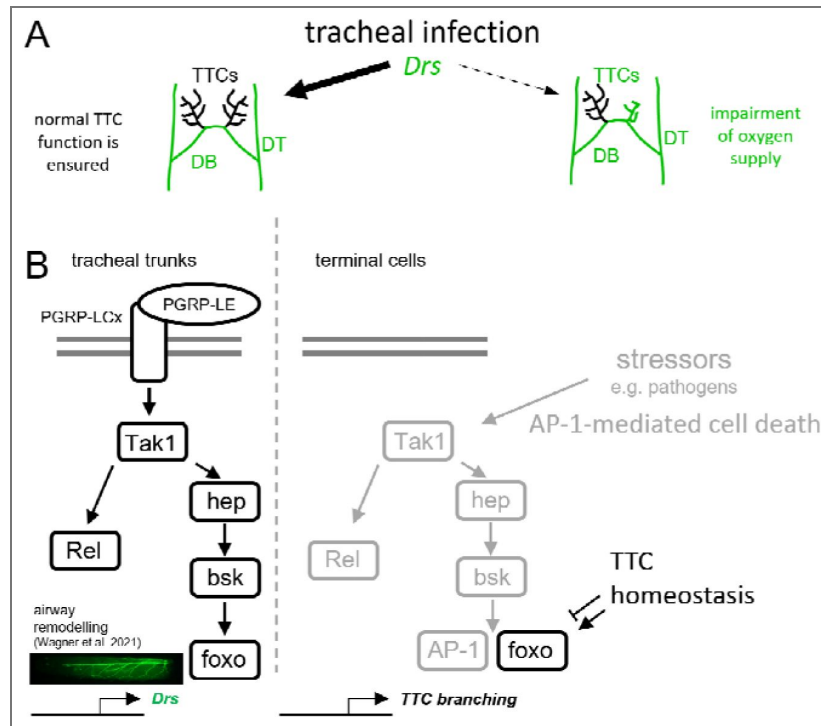 A
tracheal infection
Drs
TTCs
TTCs
normal TTC
function is
ensured
DT
DB
impairment
of oxygen
supply
DT
DB
B
tracheal trunks
terminal cells
PGRP-LE
PGRP-LCx
stressors
e.g. pathogens
AP-1-mediated cell death
Tak1
Tak1
hep
hep
Rel
Rel
bsk
bsk
TTC
homeostasis
airway
remodelling
(Wagner et al. 2021)
foxo
AP-1
foxo
Drs
TTC branching